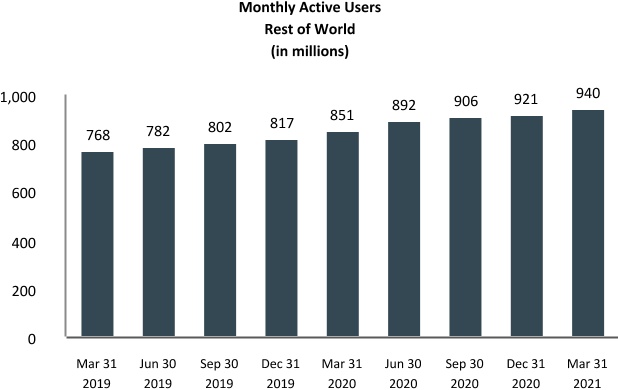 Monthly Active Users
Rest of World
(in millions)
1,000
800
600
400
200
0
768
782
802
817
851
892
906
921
940
Mar 31 2019
Jun 30 2019
Sep 30 2019
Dec 31 2019
Mar 31 2020
Jun 30 2020
Sep 30 2020
Dec 31 2020
Mar 31 2021